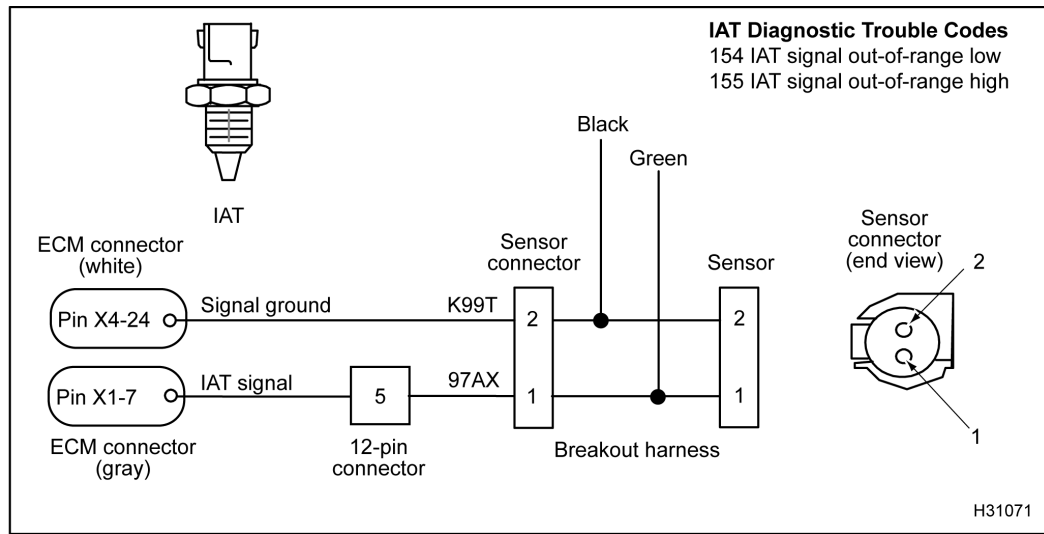 IAT Diagnostic Trouble Codes
154 IAT signal out-of-range low
155 IAT signal out-of-range high
IAT
Black
Green
ECM connector
(white)
Pin X4-24
Signal ground
K99T
Sensor
connector
2
1
Sensor
2
1
Pin X1-7
IAT signal
5
97AX
ECM connector
(gray)
12-pin
connector
Breakout harness
Sensor
connector
(end view)
2
1
H31071